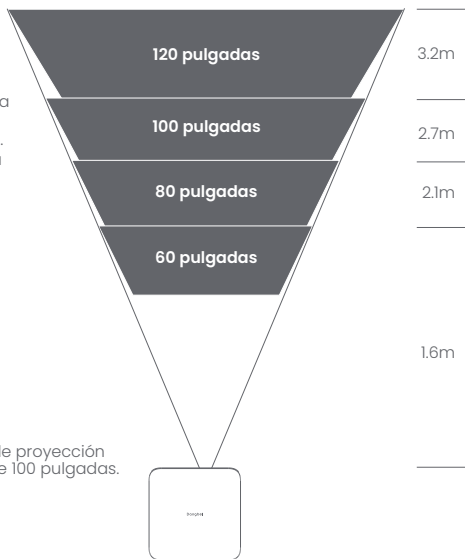 120 pulgadas
3.2m
a
100 pulgadas
2.7m
.
80 pulgadas
2.1m
60 pulgadas
1.6m
de proyección
e 100 pulgadas.